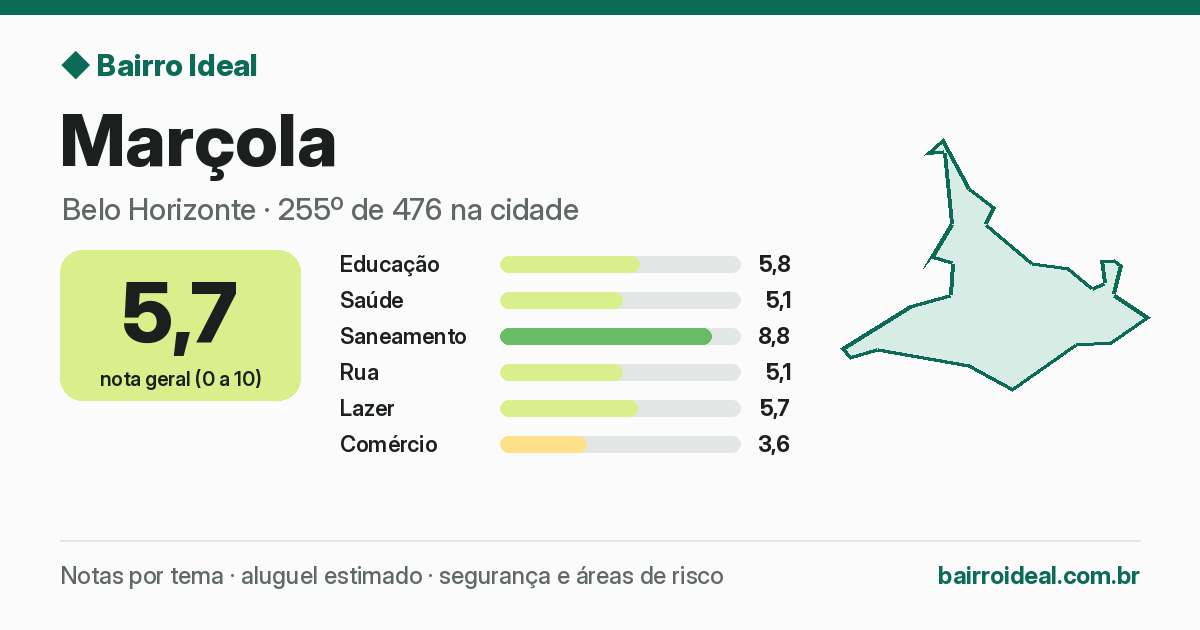 Bairro Ideal
Marçola
Belo Horizonte · 255º de 476 na cidade
5,7
nota geral (0 a 10)
Educação 5,8
Saúde 5,1
Saneamento 8,8
Rua 5,1
Lazer 5,7
Comércio 3,6
Notas por tema · aluguel estimado · segurança e áreas de risco
bairroideal.com.br